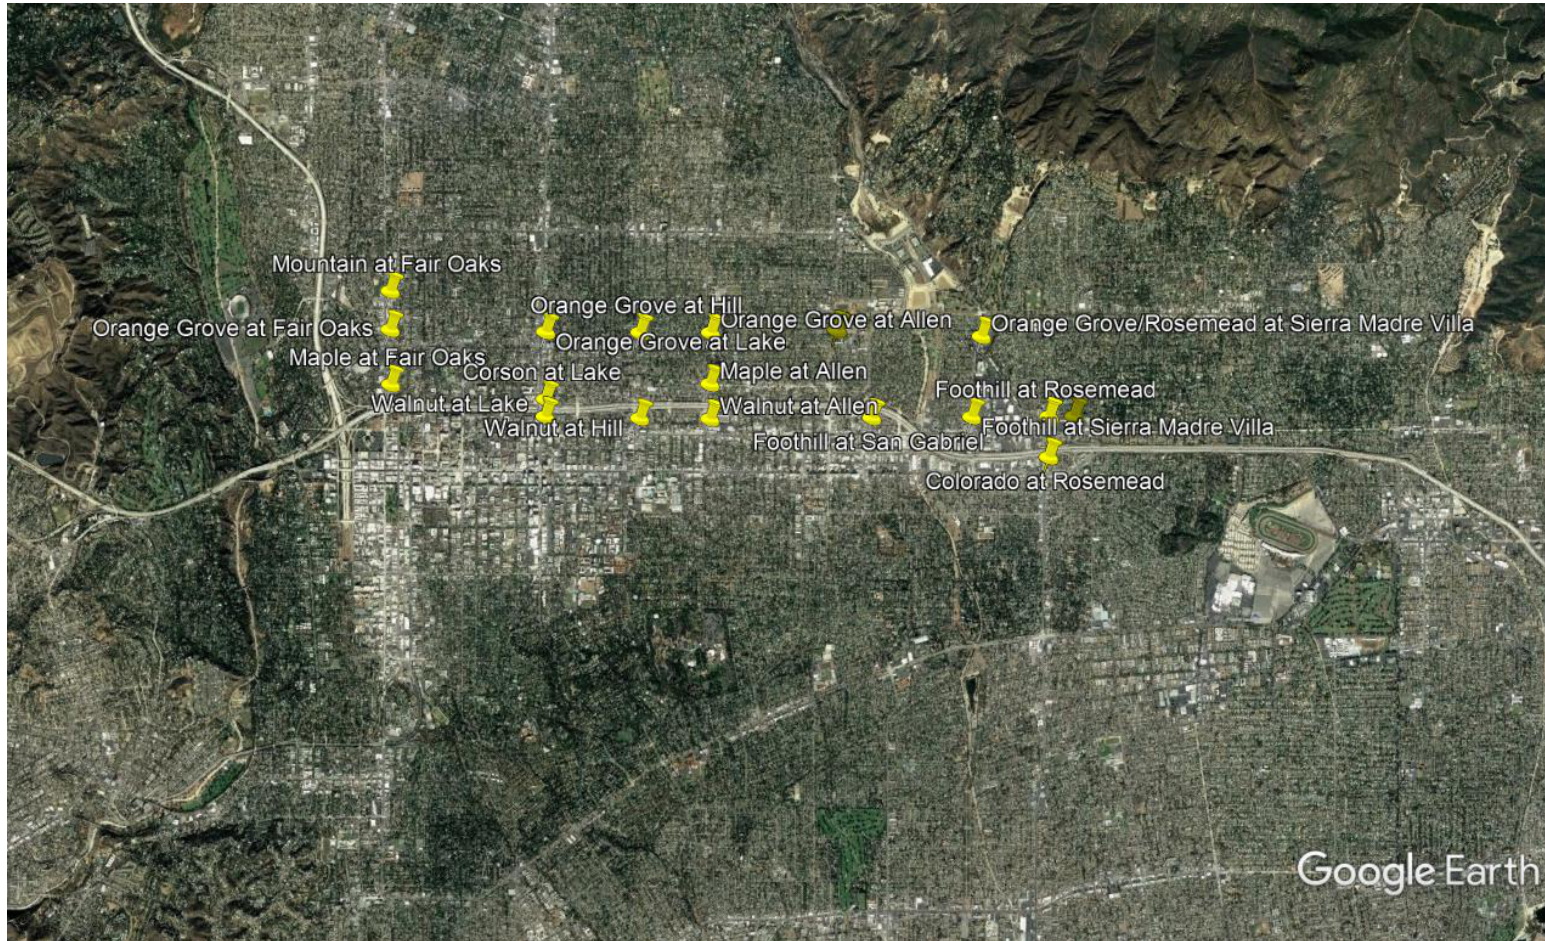 Mountain at Fair Oaks
Orange Grove at Hill
Orange Grove at Allen
Orange Grove/Rosemead at Sierra Madre Villa
Orange Grove at Fair Oaks
Orange Grove at Lake
Maple at Fair Oaks
Corson at Lake
Maple at Allen
Foothill at Rosemead
Walnut at Lake
Walnut at Allen
Walnut at Hill
Foothill at Sierra Madre Villa
Foothill at San Gabriel
Colorado at Rosemead
Google Earth